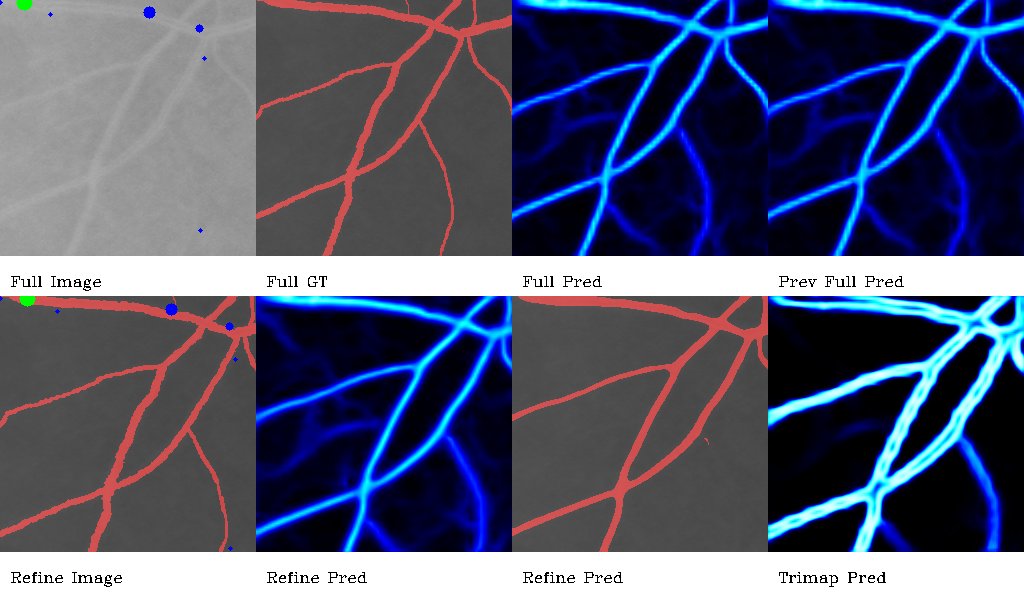 Full Image
Full GT
Full Pred
Prev Full Pred
Refine Image
Refine Pred
Refine Pred
Trimap Pred